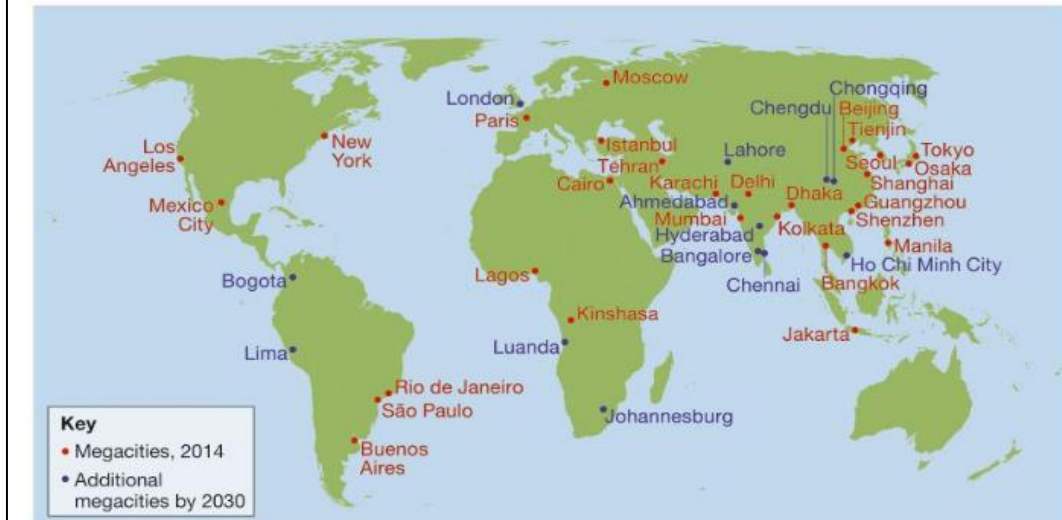 Moscow
London
Paris
Istanbul
Tehran
Cairo
Los
Angeles
New
York
Mexico
City
Chongqing
Chengdu
Beijing
Tienjin
Lahore
Seoul
Tokyo
Osaka
Karachi
Delhi
Dhaka
Shanghai
Ahmedabad
Guangzhou
Mumbai
Kolkata
Shenzhen
Hyderabad
Manila
Bangalore
Ho Chi Minh City
Chennai
Bangkok
Bogota
Lagos
Kinshasa
Lima
Luanda
Jakarta
Rio de Janeiro
São Paulo
Johannesburg
Buenos
Aires
Key
Megacities, 2014
Additional
megacities by 2030